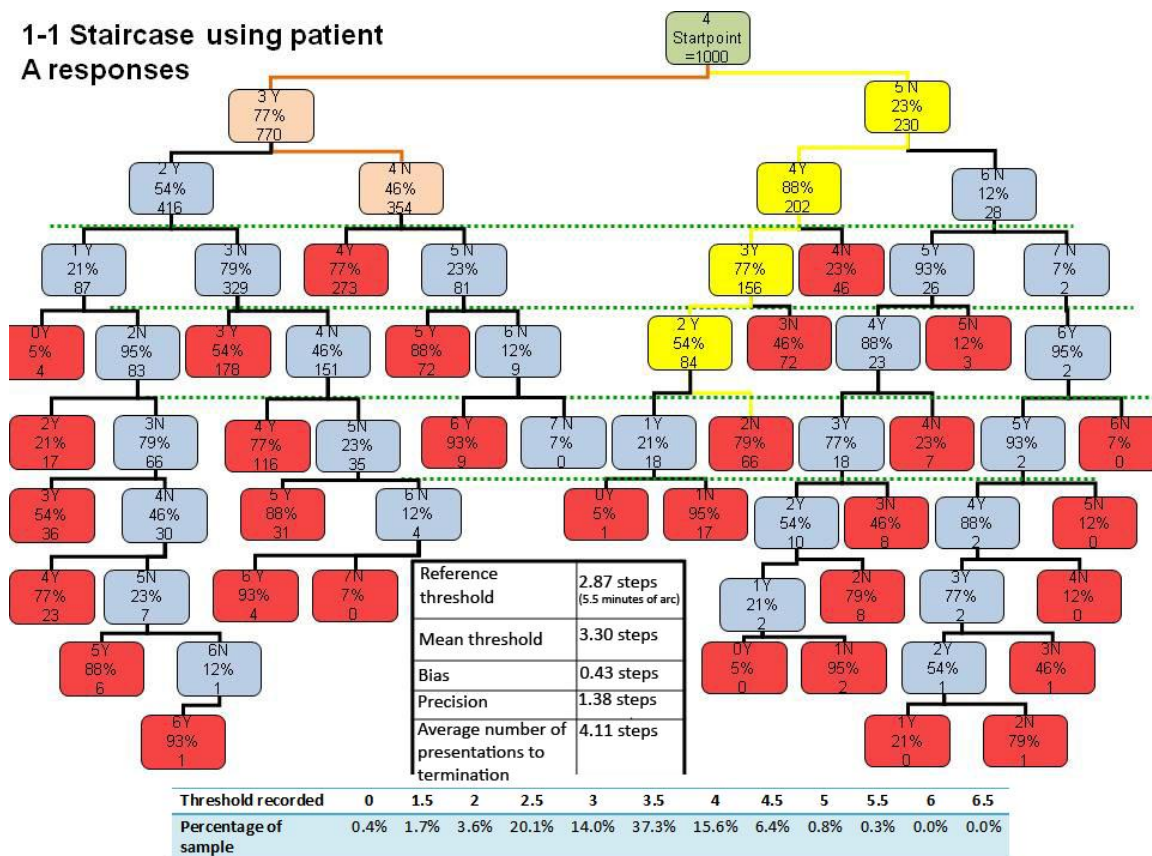 1-1 Staircase using patient
A responses
4
Startpoint
=1000
3 Y
77%
770
5 N
23%
230
2 Y
54%
416
4 N
46%
354
4Y
88%
202
6 N
12%
28
1 Y
21%
87
3 N
79%
329
4Y
77%
273
5 N
23%
81
3Y
77%
156
4N
23%
46
5Y
93%
26
7 N
7%
2
0Y
5%
4
2N
95%
83
3 Y
54%
178
4 N
46%
151
5 Y
88%
72
6 N
12%
9
2 Y
54%
84
3N
46%
72
4Y
88%
23
5N
12%
3
6Y
95%
2
2Y
21%
17
3N
79%
66
4 Y
77%
116
5N
23%
35
6 Y
93%
9
7 N
7%
0
1Y
21%
18
2N
79%
66
3Y
77%
18
4N
23%
7
5Y
93%
2
6N
7%
0
3Y
54%
36
4N
46%
30
5 Y
88%
31
6 N
12%
4
0Y
5%
1
1N
95%
17
2Y
54%
10
3N
46%
8
4Y
88%
2
5N
12%
0
4Y
77%
23
5N
23%
7
6 Y
93%
4
7N
7%
0
1Y
21%
2
2N
79%
8
3Y
77%
2
4N
12%
0
5Y
88%
6
6N
12%
1
0Y
5%
0
1N
95%
2
2Y
54%
1
3N
46%
1
6Y
93%
1
1Y
21%
0
2N
79%
1
Reference 2.87 steps
threshold (5.5 minutes of arc)
Mean threshold 3.30 steps
Bias 0.43 steps
Precision 1.38 steps
Average number of 4.11 steps
presentations to
termination
Threshold recorded 0 1.5 2 2.5 3 3.5 4 4.5 5 5.5 6 6.5
Percentage of 0.4% 1.7% 3.6% 20.1% 14.0% 37.3% 15.6% 6.4% 0.8% 0.3% 0.0% 0.0%
sample